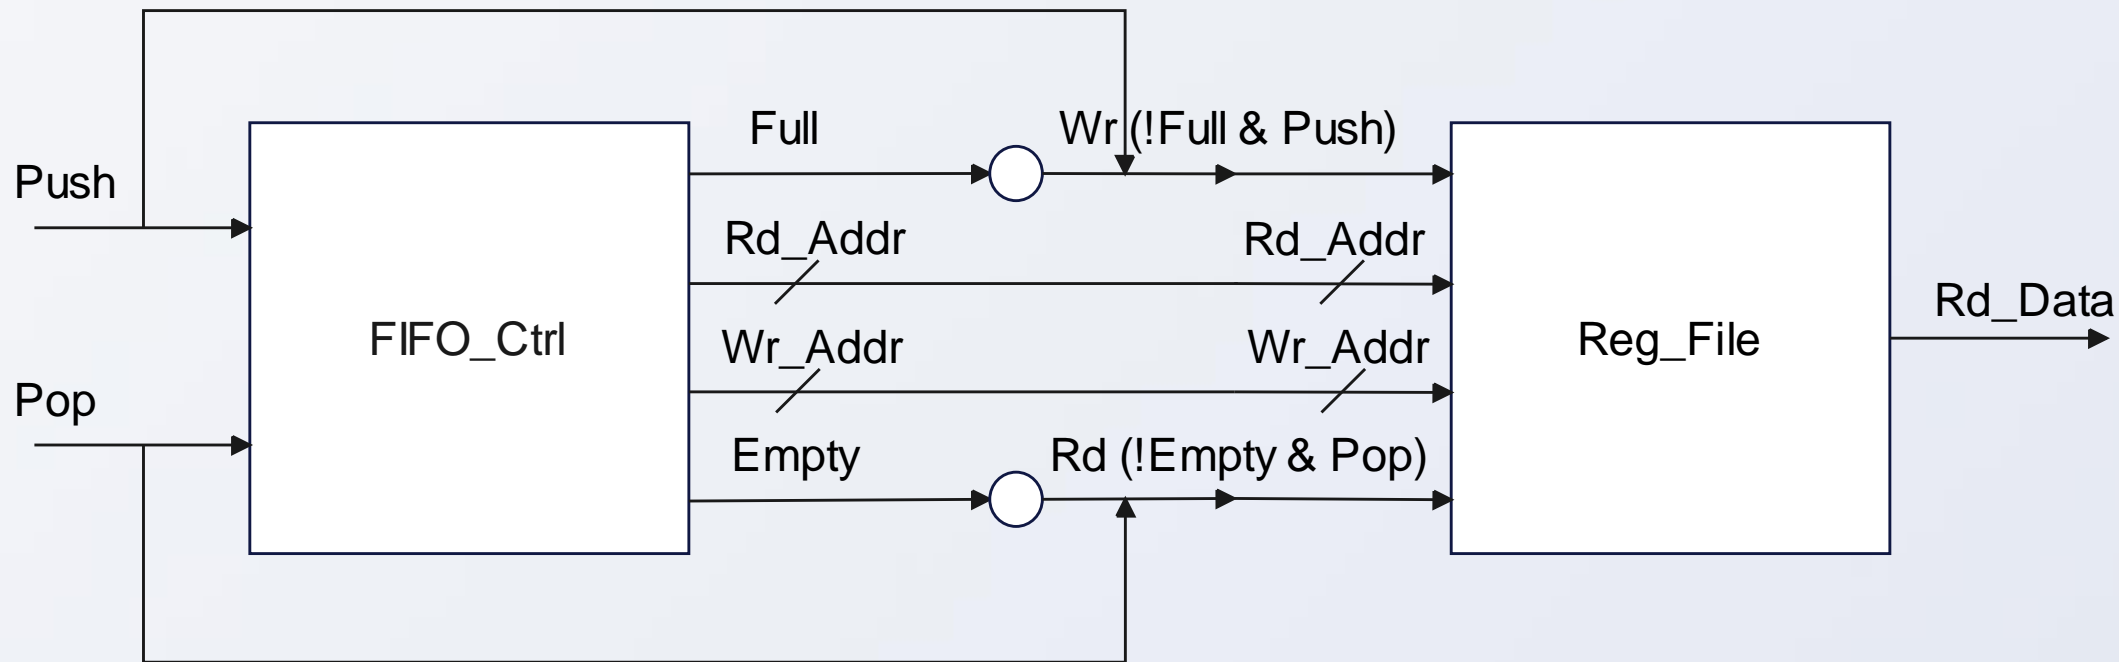 Full
Wr (!Full & Push)
Push
Rd_Addr
Rd_Addr
Rd_Data
FIFO_Ctrl
Reg_File
Wr_Addr
Wr_Addr
Pop
Empty
Rd (!Empty & Pop)